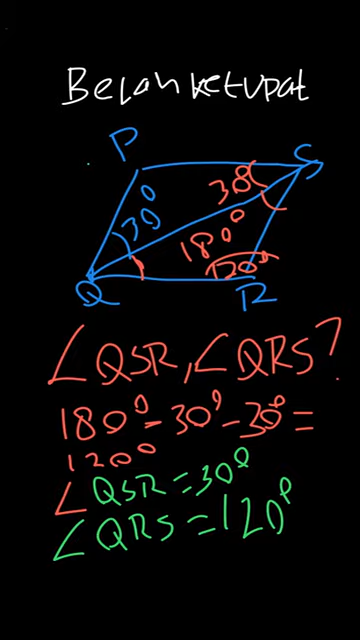 Belah ketupat
P
S
30°
30°
180°
120°
Q
R
∠QSR, ∠QRS?
180° - 30° - 30° =
120°
∠QSR = 30°
∠QRS = 120°